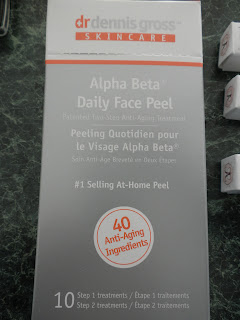 dr dennis gross™
SKINCARE
Alpha Beta®
Daily Face Peel
Patented Two-Step Anti-Aging Treatment
Peeling Quotidien pour
le Visage Alpha Beta®
Soin Anti-Âge Breveté en Deux Étapes
#1 Selling At-Home Peel
40
Anti-Aging
Ingredients
10 Step 1 treatments / Étape 1 traitements
Step 2 treatments / Étape 2 traitements